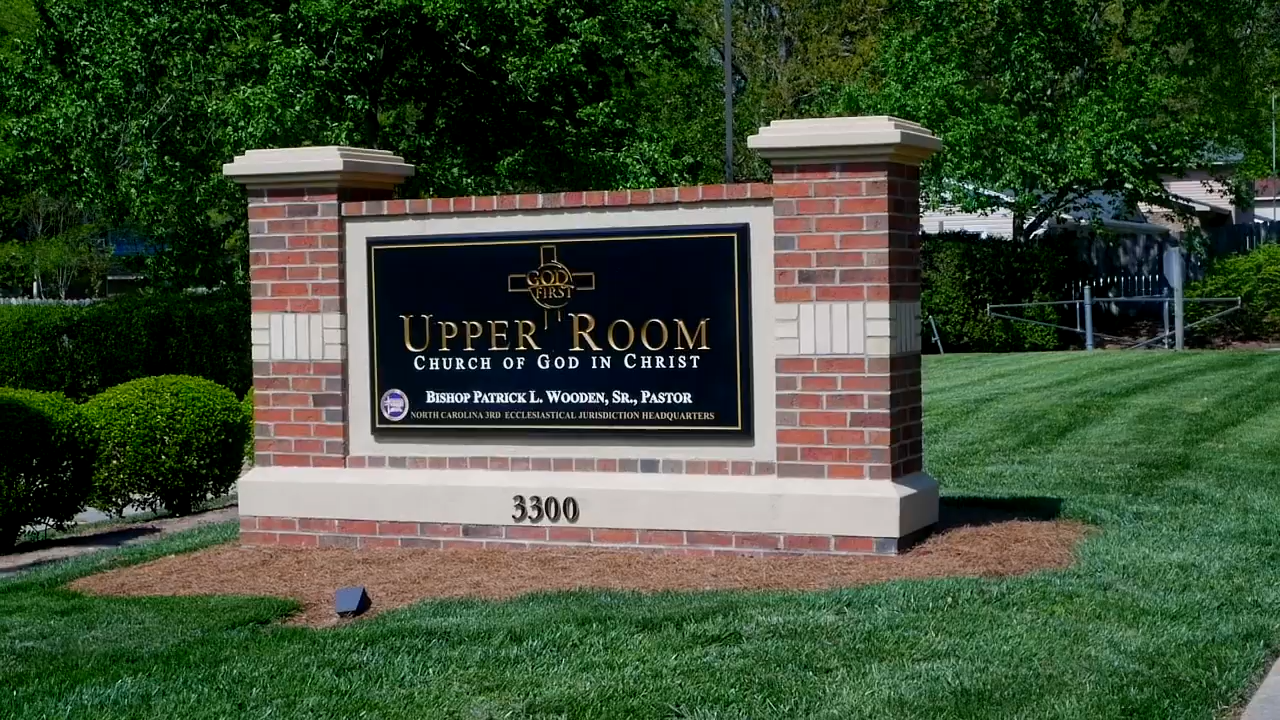 GOD
FIRST
UPPER ROOM
CHURCH OF GOD IN CHRIST
BISHOP PATRICK L. WOODEN, SR., PASTOR
NORTH CAROLINA 3RD ECCLESIASTICAL JURISDICTION HEADQUARTERS
3300